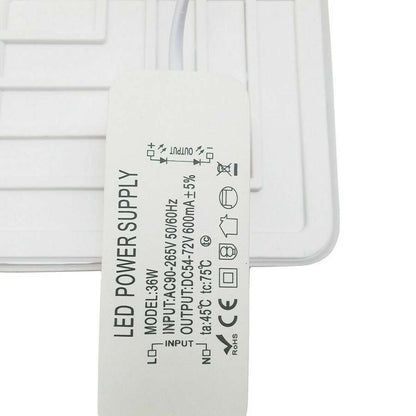 + OUTPUT -
LED POWER SUPPLY
MODEL:36W
INPUT:AC90-265V 50/60Hz
OUTPUT:DC54-72V 600mA±5%
ta:45℃ tc:75℃
CE
RoHS
L INPUT N